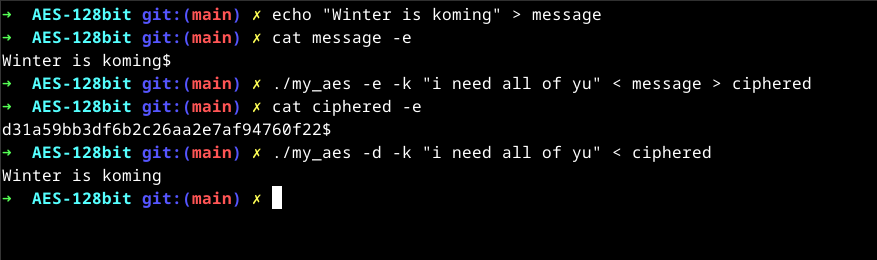 ➜  AES-128bit git:(main) ✗ echo "Winter is koming" > message
➜  AES-128bit git:(main) ✗ cat message -e
Winter is koming$
➜  AES-128bit git:(main) ✗ ./my_aes -e -k "i need all of yu" < message > ciphered
➜  AES-128bit git:(main) ✗ cat ciphered -e
d31a59bb3df6b2c26aa2e7af94760f22$
➜  AES-128bit git:(main) ✗ ./my_aes -d -k "i need all of yu" < ciphered
Winter is koming
➜  AES-128bit git:(main) ✗